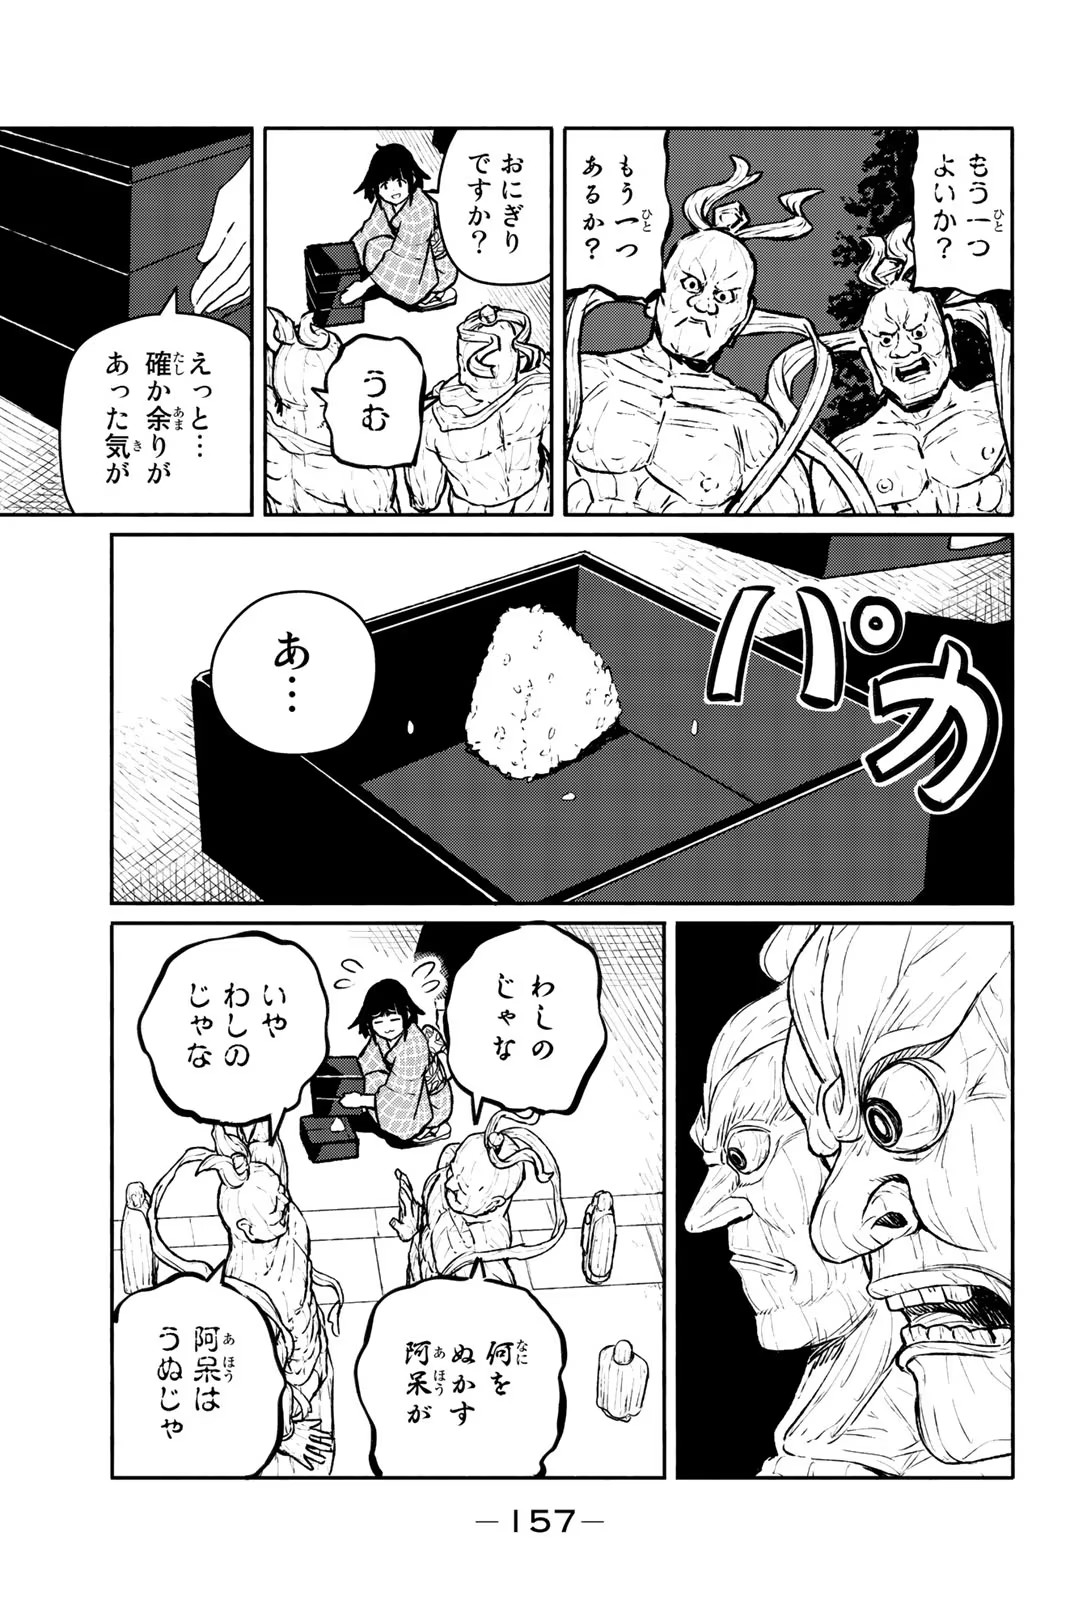 もう一つ
よいか？
もう一つ
あるか？
おにぎり
ですか？
うむ
えっと…
確か余りが
あった気が
パカ
あ…
わしの
じゃな
いや
わしの
じゃな
何を
ぬかす
阿呆が
阿呆は
うぬじゃ
—157—